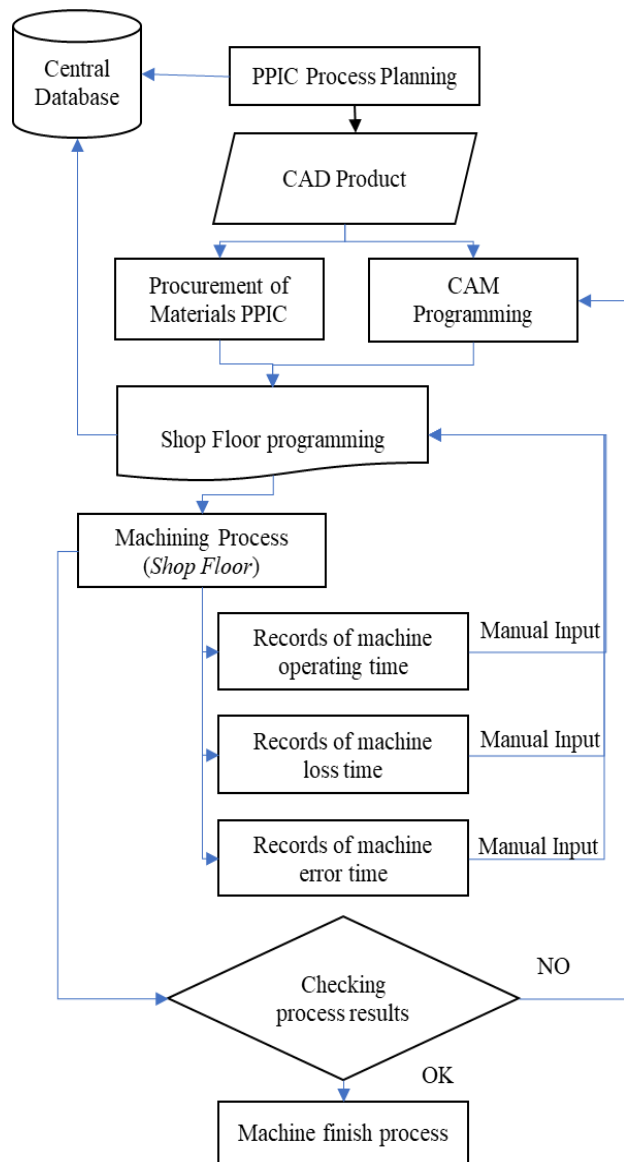 Central
Database
PPIC Process Planning
CAD Product
Procurement of
Materials PPIC
CAM
Programming
Shop Floor programming
Machining Process
(Shop Floor)
Records of machine
operating time
Manual Input
Records of machine
loss time
Manual Input
Records of machine
error time
Manual Input
Checking
process results
NO
OK
Machine finish process